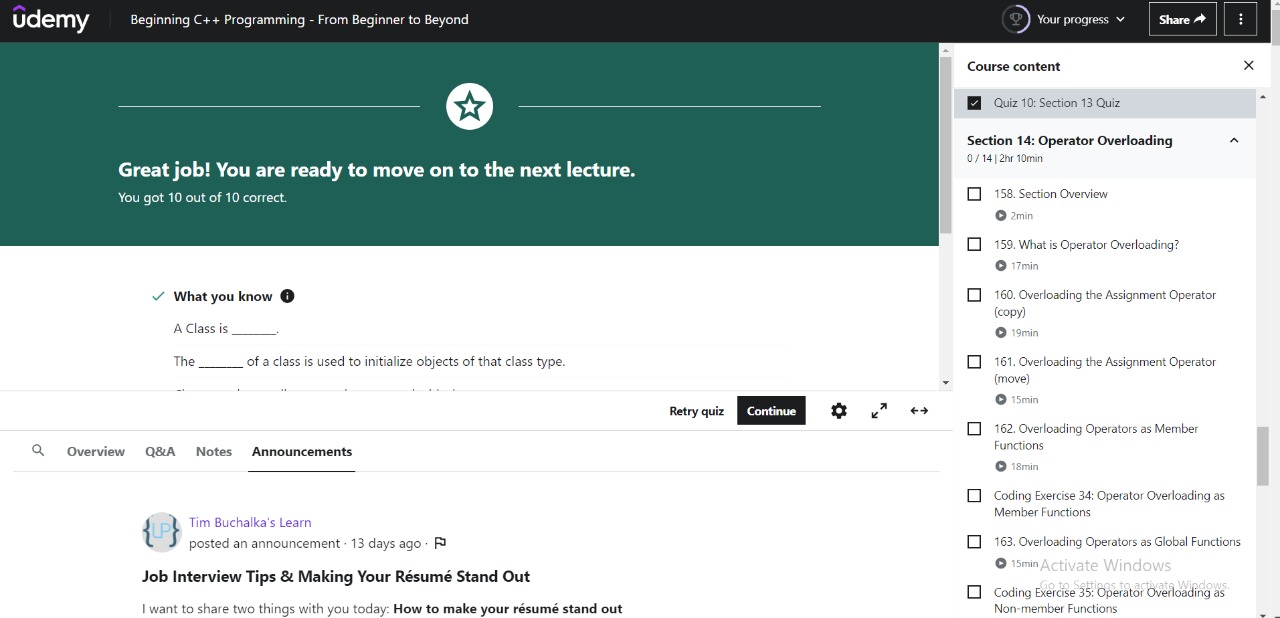 udemy
Beginning C++ Programming - From Beginner to Beyond
Your progress
Share
Great job! You are ready to move on to the next lecture.
You got 10 out of 10 correct.
What you know
A Class is ________.
The ________ of a class is used to initialize objects of that class type.
Retry quiz
Continue
Overview
Q&A
Notes
Announcements
{LP}
Tim Buchalka's Learn
posted an announcement · 13 days ago ·
Job Interview Tips & Making Your Résumé Stand Out
I want to share two things with you today: How to make your résumé stand out
Course content
Quiz 10: Section 13 Quiz
Section 14: Operator Overloading
0 / 14 | 2hr 10min
158. Section Overview
2min
159. What is Operator Overloading?
17min
160. Overloading the Assignment Operator
(copy)
19min
161. Overloading the Assignment Operator
(move)
15min
162. Overloading Operators as Member
Functions
18min
Coding Exercise 34: Operator Overloading as
Member Functions
163. Overloading Operators as Global Functions
15min
Activate Windows
Go to Settings to activate Windows.
Coding Exercise 35: Operator Overloading as
Non-member Functions